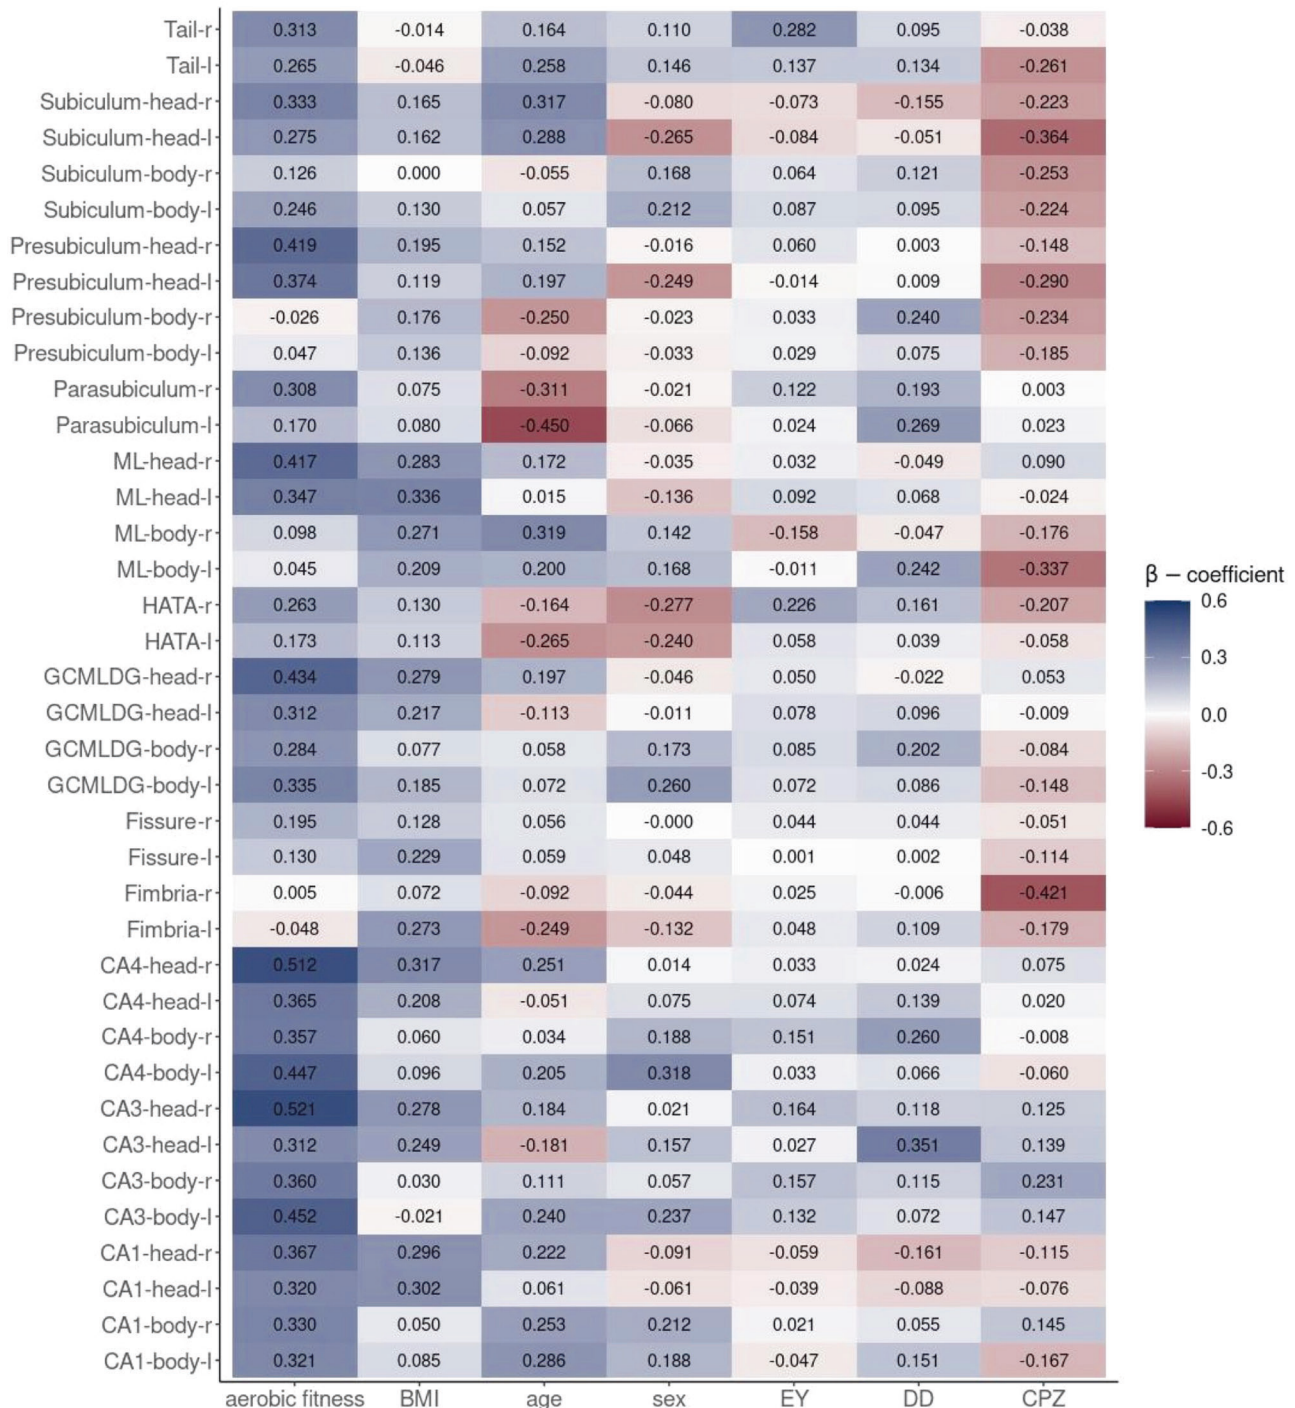 Tail-r 0.313 -0.014 0.164 0.110 0.282 0.095 -0.038
Tail-l 0.265 -0.046 0.258 0.146 0.137 0.134 -0.261
Subiculum-head-r 0.333 0.165 0.317 -0.080 -0.073 -0.155 -0.223
Subiculum-head-l 0.275 0.162 0.288 -0.265 -0.084 -0.051 -0.364
Subiculum-body-r 0.126 0.000 -0.055 0.168 0.064 0.121 -0.253
Subiculum-body-l 0.246 0.130 0.057 0.212 0.087 0.095 -0.224
Presubiculum-head-r 0.419 0.195 0.152 -0.016 0.060 0.003 -0.148
Presubiculum-head-l 0.374 0.119 0.197 -0.249 -0.014 0.009 -0.290
Presubiculum-body-r -0.026 0.176 -0.250 -0.023 0.033 0.240 -0.234
Presubiculum-body-l 0.047 0.136 -0.092 -0.033 0.029 0.075 -0.185
Parasubiculum-r 0.308 0.075 -0.311 -0.021 0.122 0.193 0.003
Parasubiculum-l 0.170 0.080 -0.450 -0.066 0.024 0.269 0.023
ML-head-r 0.417 0.283 0.172 -0.035 0.032 -0.049 0.090
ML-head-l 0.347 0.336 0.015 -0.136 0.092 0.068 -0.024
ML-body-r 0.098 0.271 0.319 0.142 -0.158 -0.047 -0.176
ML-body-l 0.045 0.209 0.200 0.168 -0.011 0.242 -0.337
HATA-r 0.263 0.130 -0.164 -0.277 0.226 0.161 -0.207
HATA-l 0.173 0.113 -0.265 -0.240 0.058 0.039 -0.058
GCMLDG-head-r 0.434 0.279 0.197 -0.046 0.050 -0.022 0.053
GCMLDG-head-l 0.312 0.217 -0.113 -0.011 0.078 0.096 -0.009
GCMLDG-body-r 0.284 0.077 0.058 0.173 0.085 0.202 -0.084
GCMLDG-body-l 0.335 0.185 0.072 0.260 0.072 0.086 -0.148
Fissure-r 0.195 0.128 0.056 -0.000 0.044 0.044 -0.051
Fissure-l 0.130 0.229 0.059 0.048 0.001 0.002 -0.114
Fimbria-r 0.005 0.072 -0.092 -0.044 0.025 -0.006 -0.421
Fimbria-l -0.048 0.273 -0.249 -0.132 0.048 0.109 -0.179
CA4-head-r 0.512 0.317 0.251 0.014 0.033 0.024 0.075
CA4-head-l 0.365 0.208 -0.051 0.075 0.074 0.139 0.020
CA4-body-r 0.357 0.060 0.034 0.188 0.151 0.260 -0.008
CA4-body-l 0.447 0.096 0.205 0.318 0.033 0.066 -0.060
CA3-head-r 0.521 0.278 0.184 0.021 0.164 0.118 0.125
CA3-head-l 0.312 0.249 -0.181 0.157 0.027 0.351 0.139
CA3-body-r 0.360 0.030 0.111 0.057 0.157 0.115 0.231
CA3-body-l 0.452 -0.021 0.240 0.237 0.132 0.072 0.147
CA1-head-r 0.367 0.296 0.222 -0.091 -0.059 -0.161 -0.115
CA1-head-l 0.320 0.302 0.061 -0.061 -0.039 -0.088 -0.076
CA1-body-r 0.330 0.050 0.253 0.212 0.021 0.055 0.145
CA1-body-l 0.321 0.085 0.286 0.188 -0.047 0.151 -0.167
aerobic fitness BMI age sex EY DD CPZ
β – coefficient
0.6
0.3
0.0
-0.3
-0.6